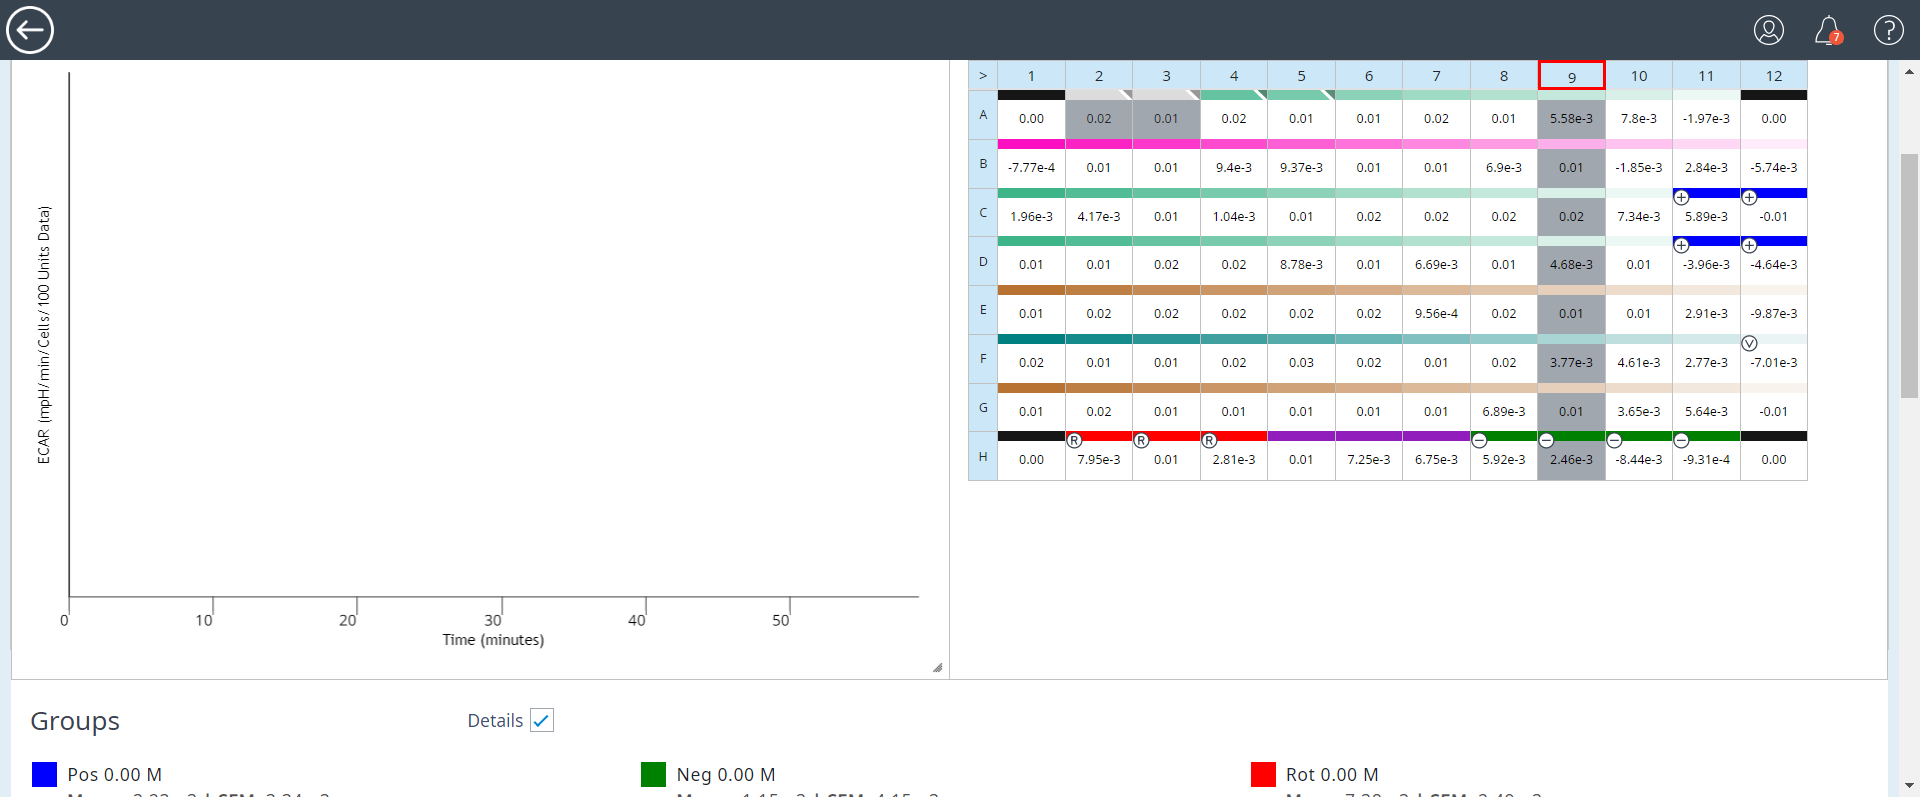 7
?
ECAR (mpH/min/Cells/100 Units Data)
0 10 20 30 40 50
Time (minutes)
> 1 2 3 4 5 6 7 8 9 10 11 12
A 0.00 0.02 0.01 0.02 0.01 0.01 0.02 0.01 5.58e-3 7.8e-3 -1.97e-3 0.00
B -7.77e-4 0.01 0.01 9.4e-3 9.37e-3 0.01 0.01 6.9e-3 0.01 -1.85e-3 2.84e-3 -5.74e-3
+ +
C 1.96e-3 4.17e-3 0.01 1.04e-3 0.01 0.02 0.02 0.02 0.02 7.34e-3 5.89e-3 -0.01
+ +
D 0.01 0.01 0.02 0.02 8.78e-3 0.01 6.69e-3 0.01 4.68e-3 0.01 -3.96e-3 -4.64e-3
E 0.01 0.02 0.02 0.02 0.02 0.02 9.56e-4 0.02 0.01 0.01 2.91e-3 -9.87e-3
V
F 0.02 0.01 0.01 0.02 0.03 0.02 0.01 0.02 3.77e-3 4.61e-3 2.77e-3 -7.01e-3
G 0.01 0.02 0.01 0.01 0.01 0.01 0.01 6.89e-3 0.01 3.65e-3 5.64e-3 -0.01
R R R − − − −
H 0.00 7.95e-3 0.01 2.81e-3 0.01 7.25e-3 6.75e-3 5.92e-3 2.46e-3 -8.44e-3 -9.31e-4 0.00
Groups Details
Pos 0.00 M Neg 0.00 M Rot 0.00 M